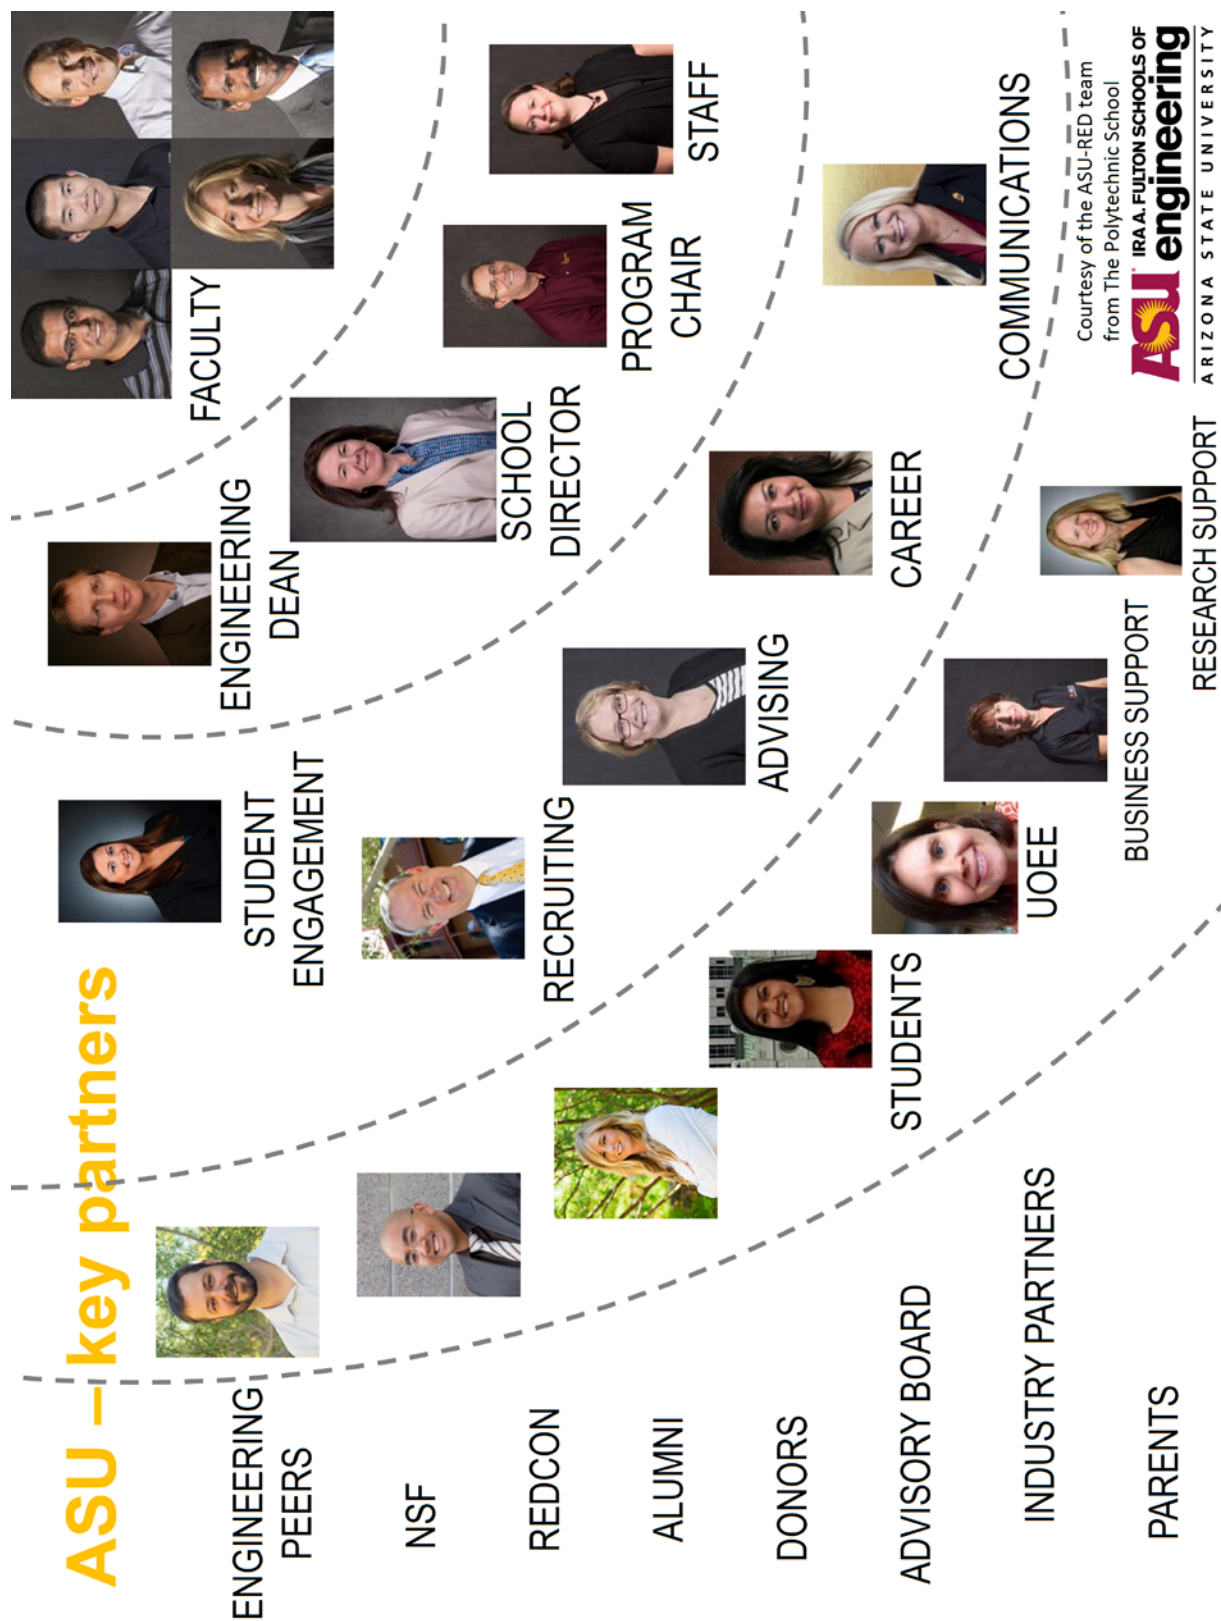 ASU – key partners
ENGINEERING
PEERS
NSF
REDCON
ALUMNI
DONORS
ADVISORY BOARD
INDUSTRY PARTNERS
PARENTS
STUDENTS
UOEE
BUSINESS SUPPORT
RESEARCH SUPPORT
STUDENT
ENGAGEMENT
RECRUITING
ADVISING
CAREER
COMMUNICATIONS
ENGINEERING
DEAN
SCHOOL
DIRECTOR
PROGRAM
CHAIR
STAFF
FACULTY
Courtesy of the ASU-RED team
from The Polytechnic School
ASU IRA A. FULTON SCHOOLS OF
engineering
ARIZONA STATE UNIVERSITY